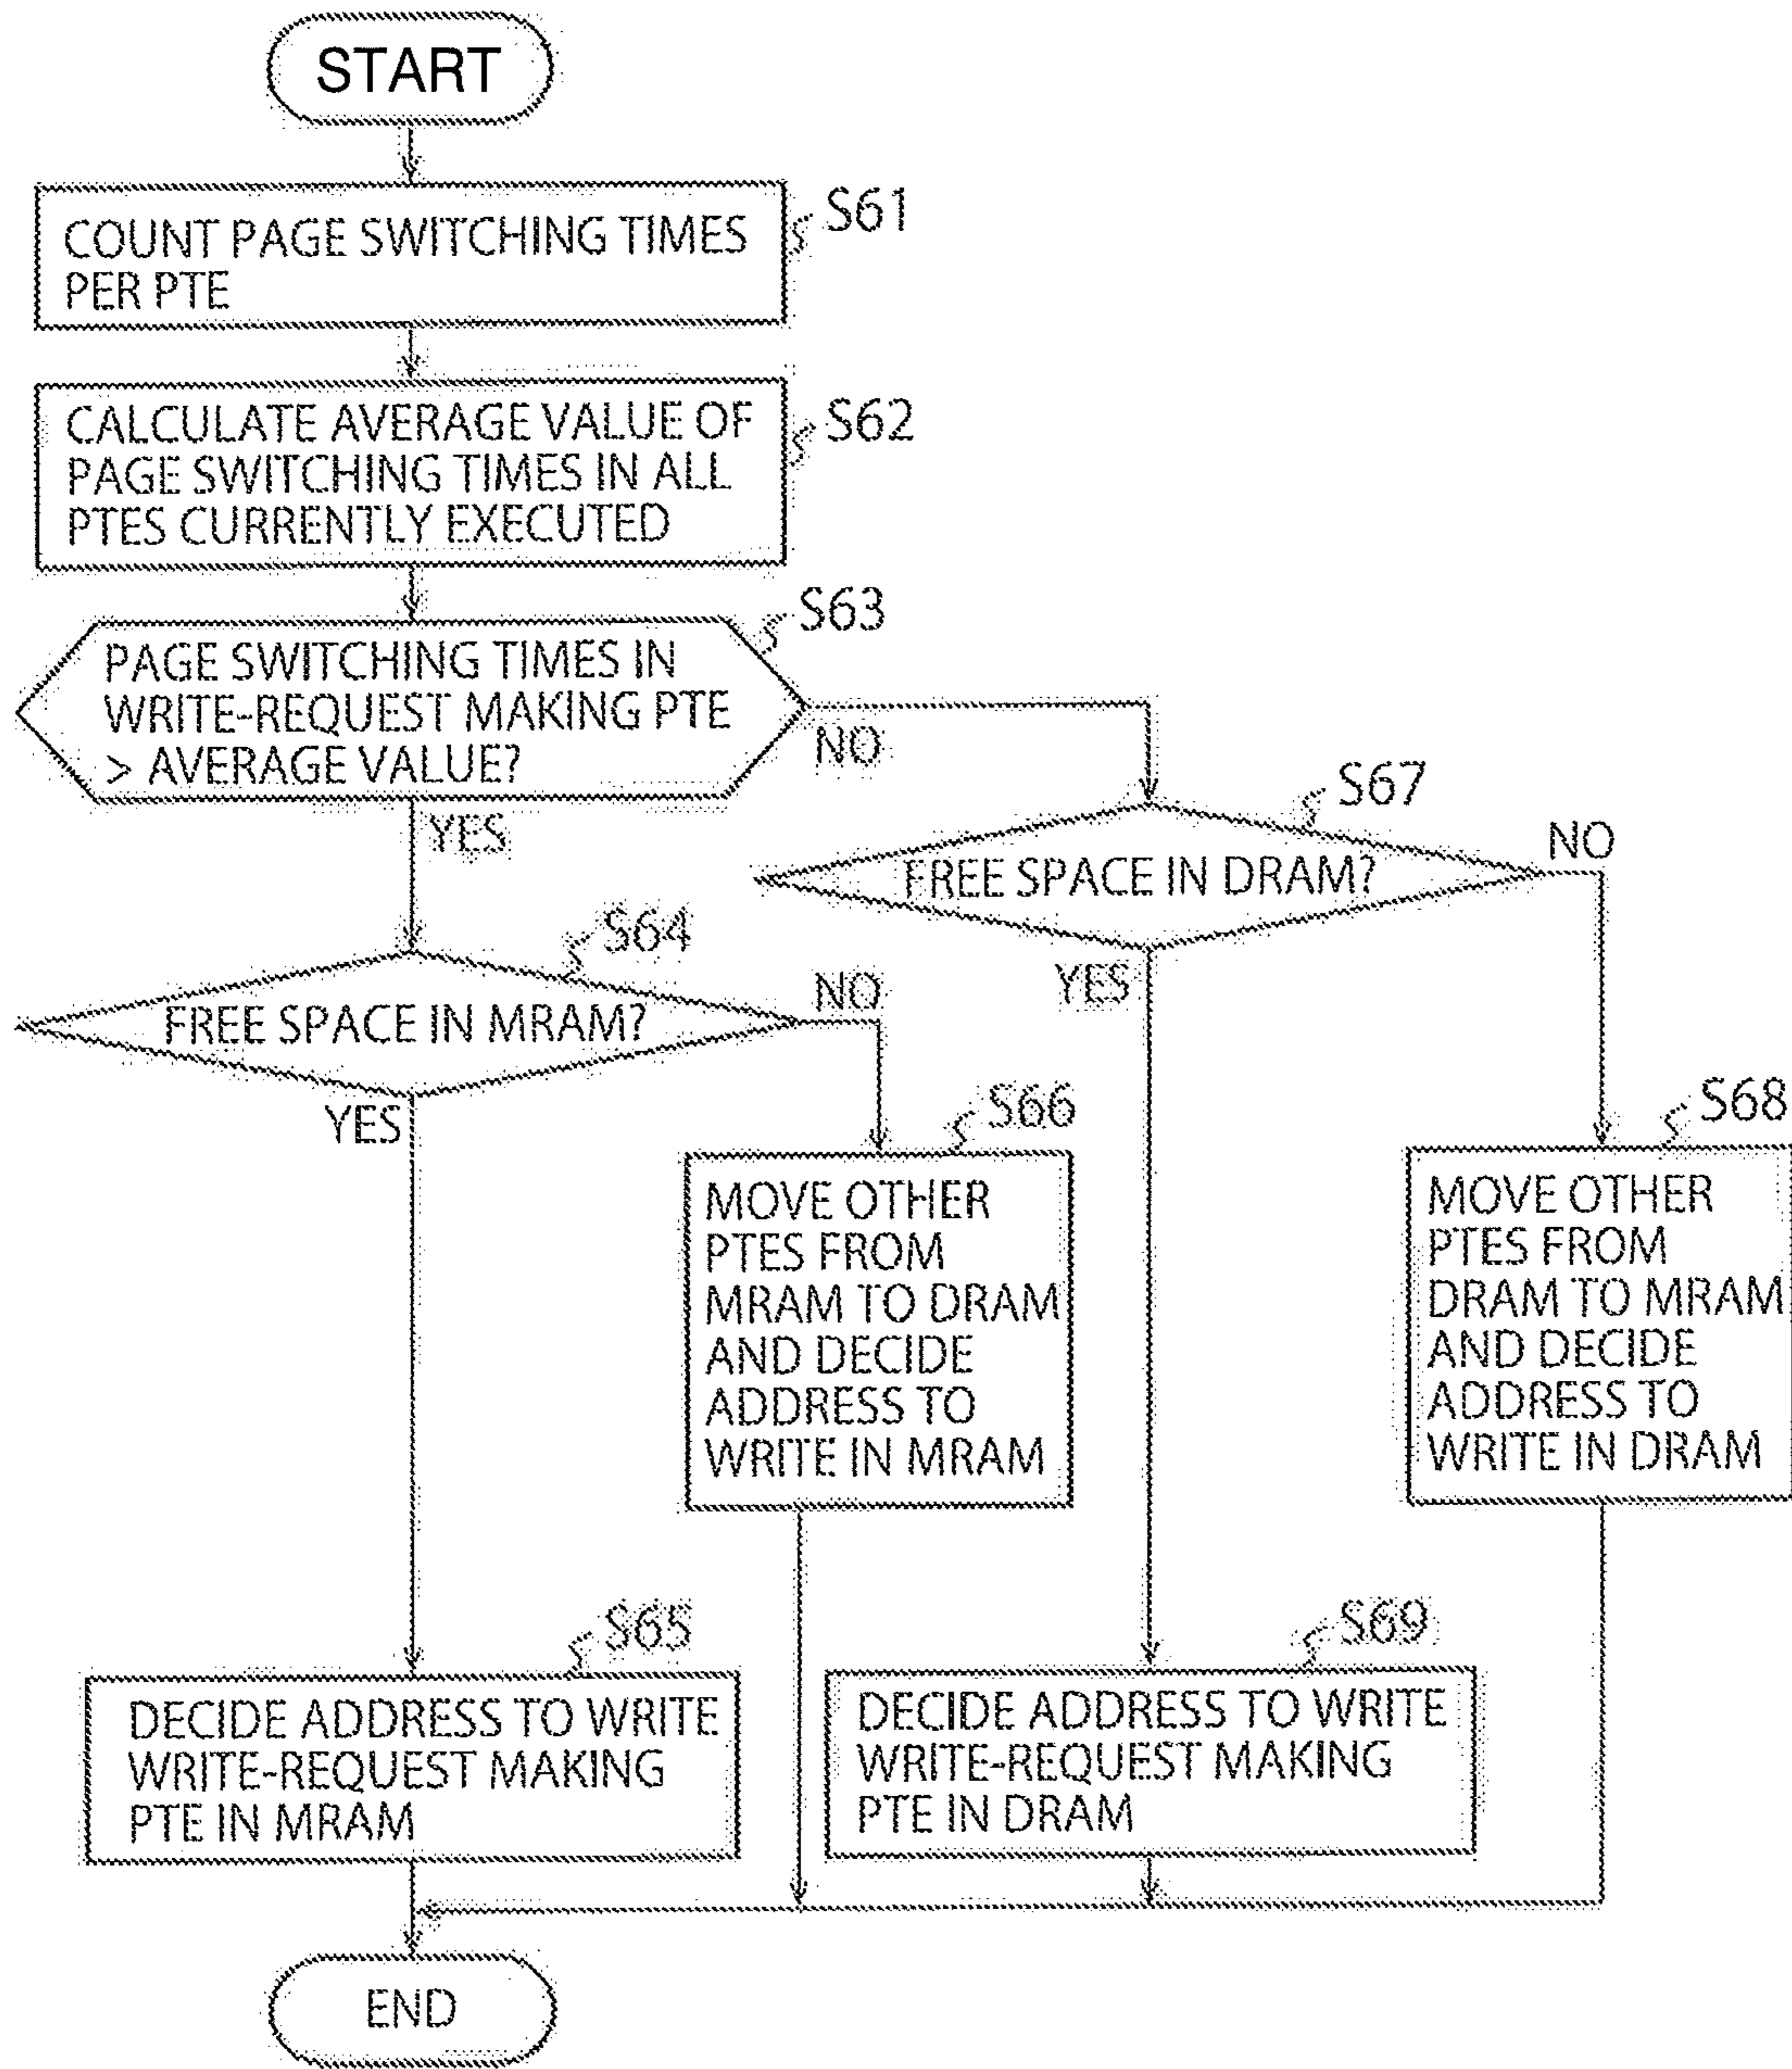 START
S61
COUNT PAGE SWITCHING TIMES
PER PTE
S62
CALCULATE AVERAGE VALUE OF
PAGE SWITCHING TIMES IN ALL
PTES CURRENTLY EXECUTED
S63
PAGE SWITCHING TIMES IN
WRITE-REQUEST MAKING PTE
> AVERAGE VALUE?
NO
YES
S67
FREE SPACE IN DRAM?
NO
YES
S64
FREE SPACE IN MRAM?
NO
YES
S66
MOVE OTHER
PTES FROM
MRAM TO DRAM
AND DECIDE
ADDRESS TO
WRITE IN MRAM
S68
MOVE OTHER
PTES FROM
DRAM TO MRAM
AND DECIDE
ADDRESS TO
WRITE IN DRAM
S65
DECIDE ADDRESS TO WRITE
WRITE-REQUEST MAKING
PTE IN MRAM
S69
DECIDE ADDRESS TO WRITE
WRITE-REQUEST MAKING
PTE IN DRAM
END